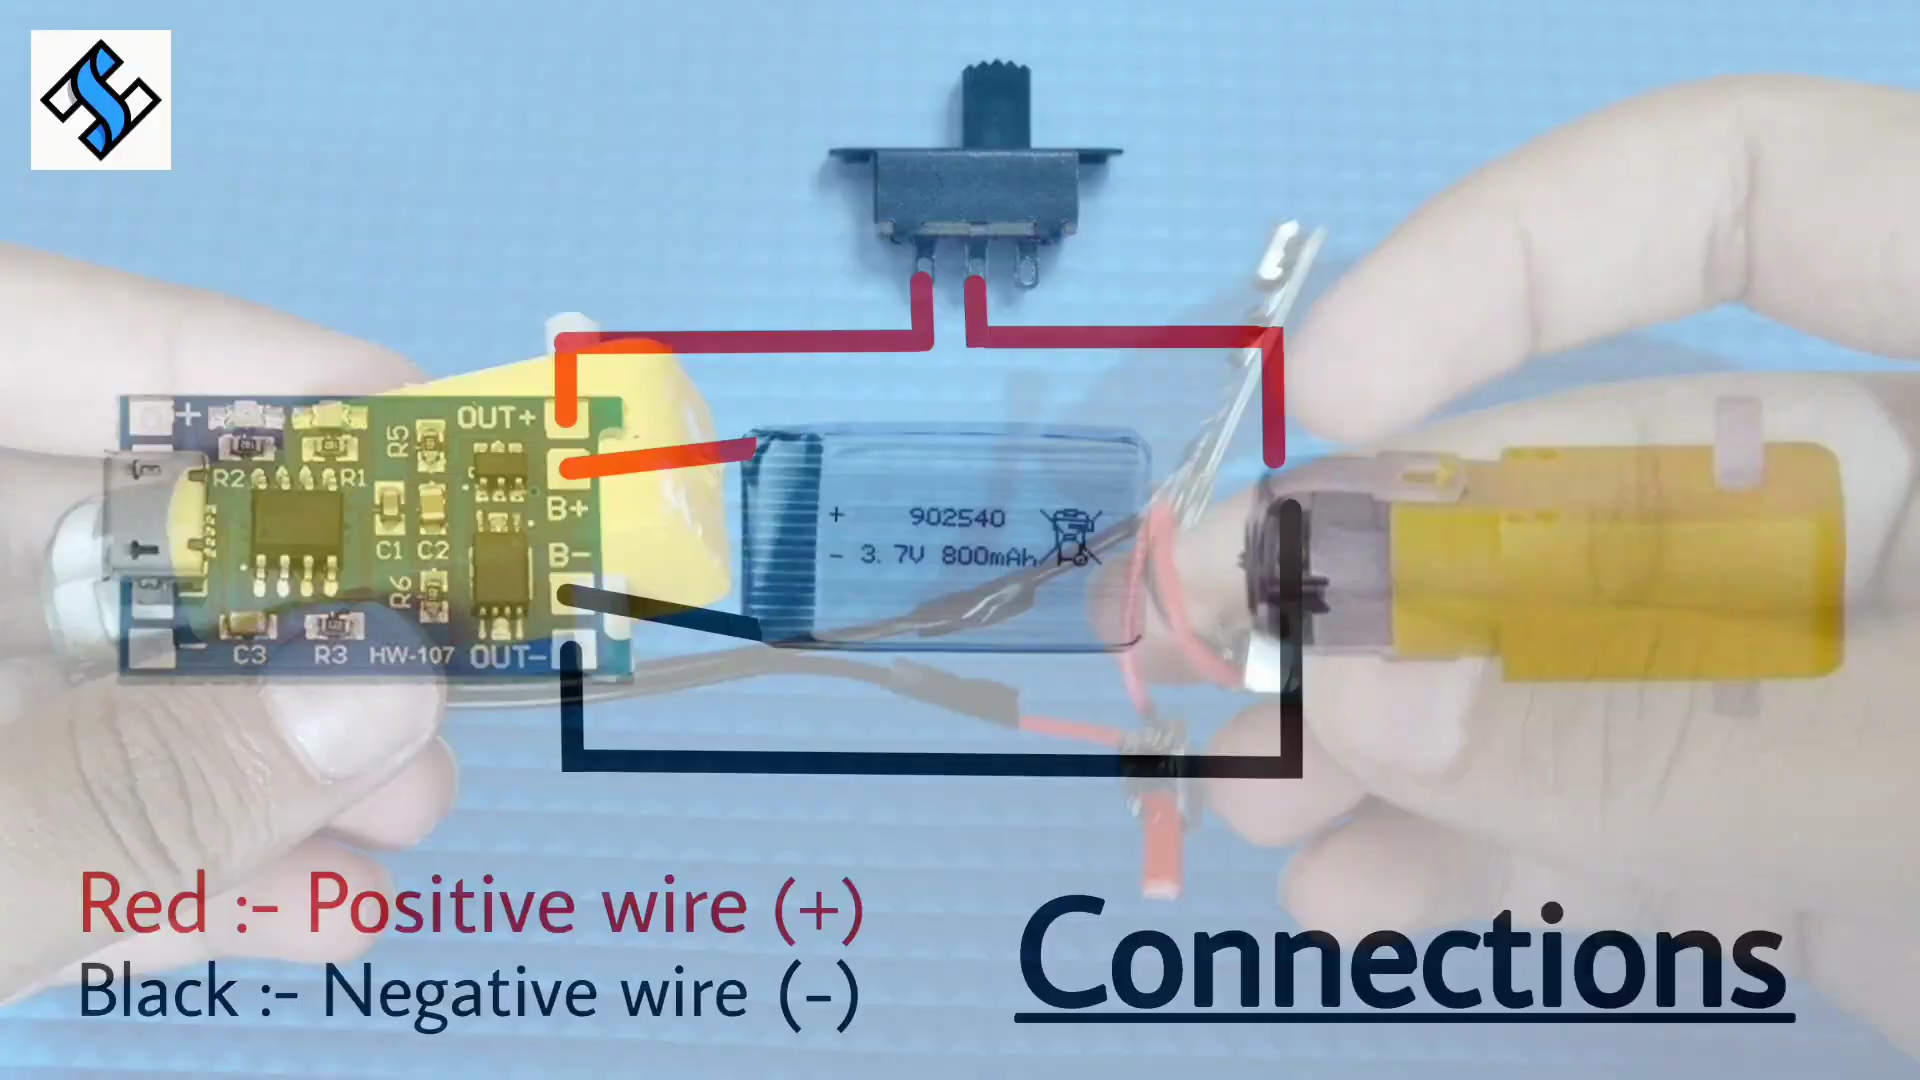 +
OUT+
R5
R2
R1
B+
C1
C2
B-
R6
C3
R3
HW-107
OUT-
+ 902540
- 3.7V 800mAh
Red :- Positive wire (+)
Black :- Negative wire (-)
Connections